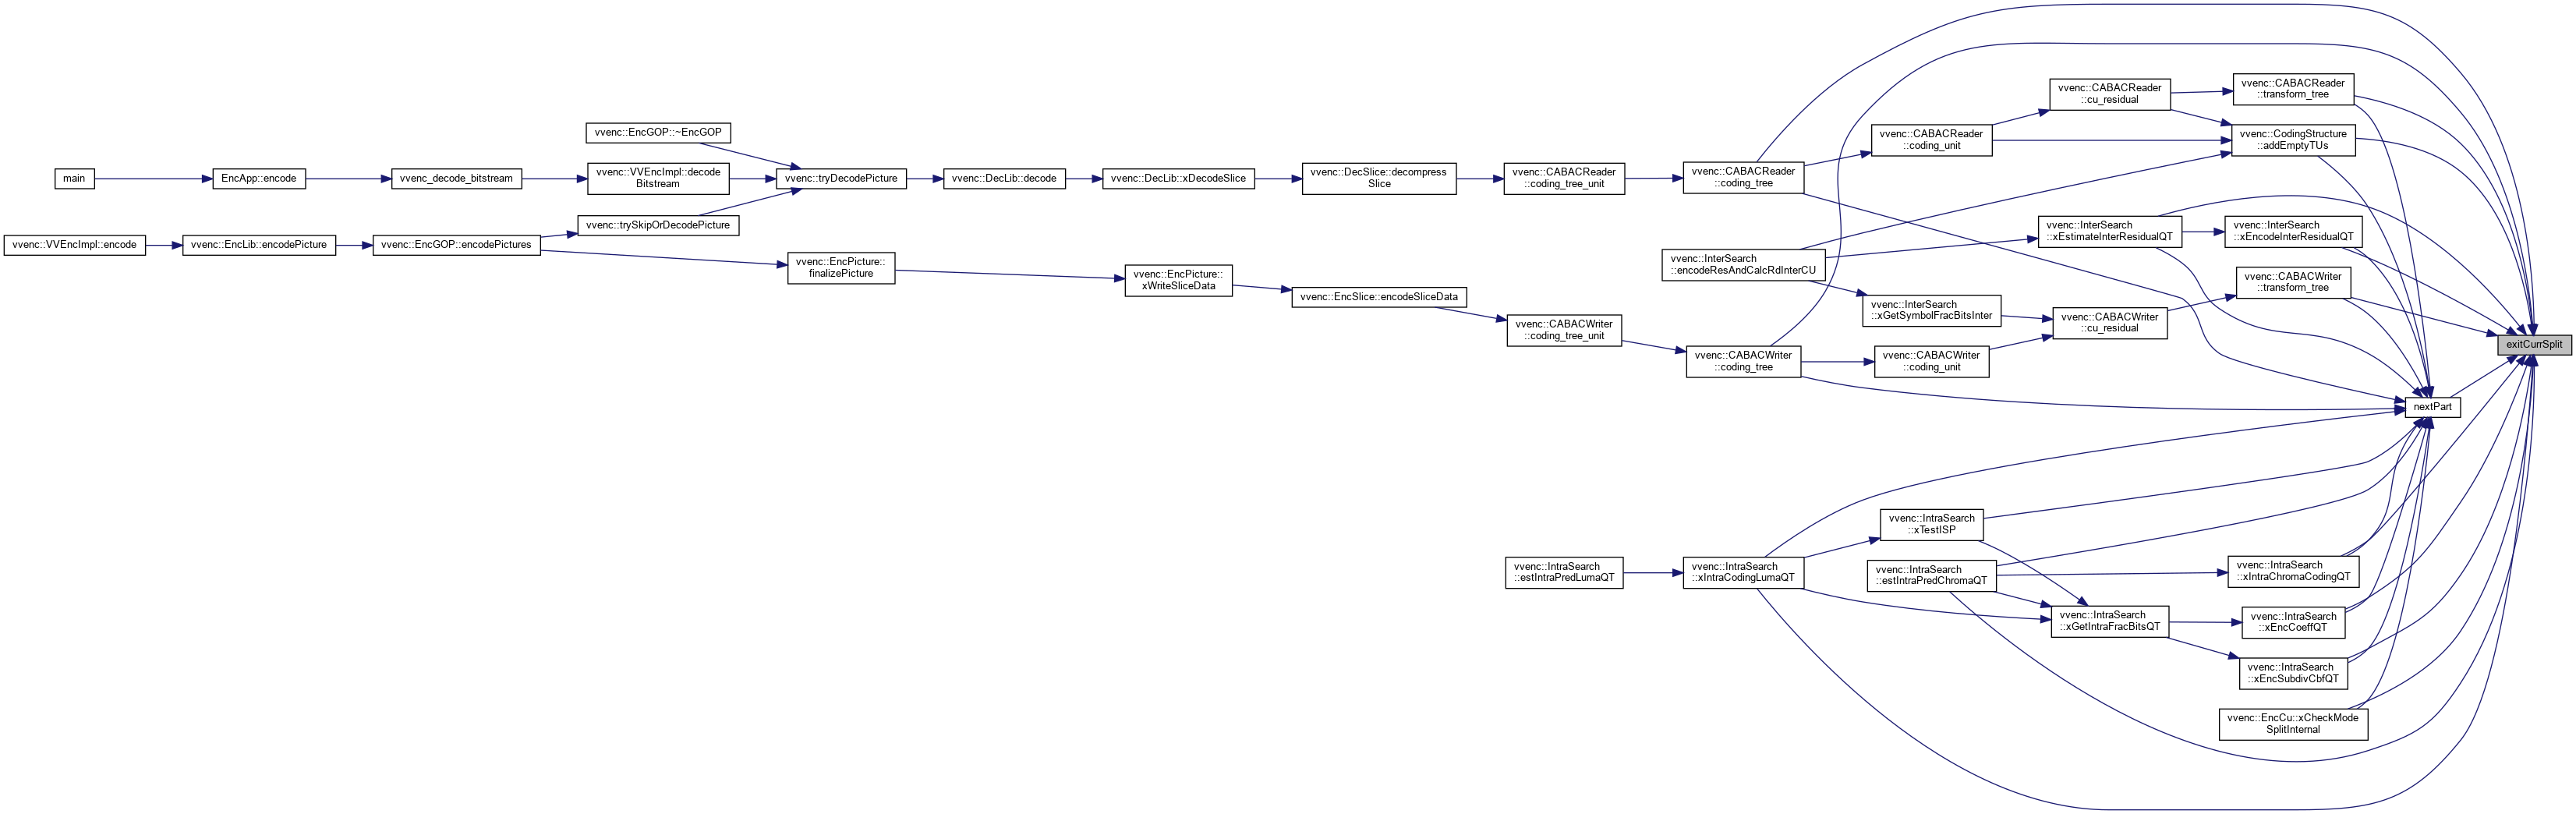 vvenc::CABACReader
::transform_tree
vvenc::CABACReader
::cu_residual
vvenc::EncGOP::~EncGOP
vvenc::CABACReader
::coding_unit
vvenc::CodingStructure
::addEmptyTUs
main
EncApp::encode
vvenc_decode_bitstream
vvenc::VVEncImpl::decode
Bitstream
vvenc::tryDecodePicture
vvenc::DecLib::decode
vvenc::DecLib::xDecodeSlice
vvenc::DecSlice::decompress
Slice
vvenc::CABACReader
::coding_tree_unit
vvenc::CABACReader
::coding_tree
vvenc::trySkipOrDecodePicture
vvenc::VVEncImpl::encode
vvenc::EncLib::encodePicture
vvenc::EncGOP::encodePictures
vvenc::InterSearch
::xEstimateInterResidualQT
vvenc::InterSearch
::xEncodeInterResidualQT
vvenc::EncPicture::
finalizePicture
vvenc::InterSearch
::encodeResAndCalcRdInterCU
vvenc::EncPicture::
xWriteSliceData
vvenc::CABACWriter
::transform_tree
vvenc::EncSlice::encodeSliceData
vvenc::InterSearch
::xGetSymbolFracBitsInter
vvenc::CABACWriter
::cu_residual
vvenc::CABACWriter
::coding_tree_unit
vvenc::CABACWriter
::coding_tree
vvenc::CABACWriter
::coding_unit
exitCurrSplit
nextPart
vvenc::IntraSearch
::xTestISP
vvenc::IntraSearch
::estIntraPredLumaQT
vvenc::IntraSearch
::xIntraCodingLumaQT
vvenc::IntraSearch
::estIntraPredChromaQT
vvenc::IntraSearch
::xIntraChromaCodingQT
vvenc::IntraSearch
::xGetIntraFracBitsQT
vvenc::IntraSearch
::xEncCoeffQT
vvenc::IntraSearch
::xEncSubdivCbfQT
vvenc::EncCu::xCheckMode
SplitInternal